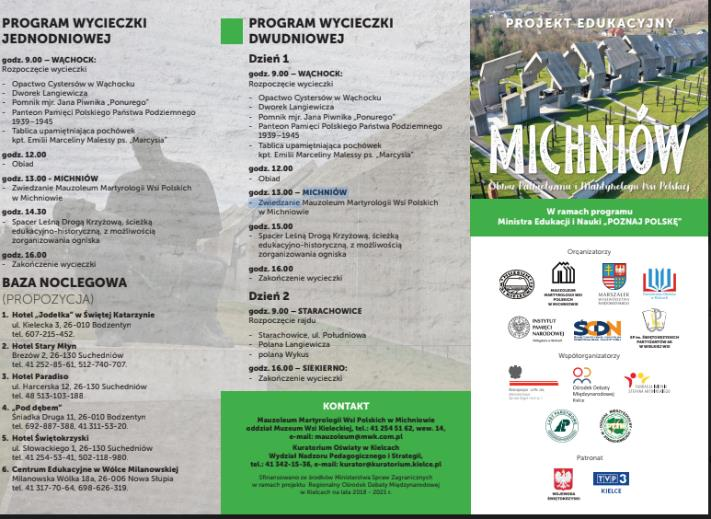 PROGRAM WYCIECZKI
JEDNODNIOWEJ
godz. 9.00 – WĄCHOCK:
Rozpoczęcie wycieczki
- Opactwo Cystersów w Wąchocku
- Dworek Langiewicza
- Pomnik mjr. Jana Piwnika „Ponurego”
- Panteon Pamięci Polskiego Państwa Podziemnego
1939–1945
- Tablica upamiętniająca pochówek
kpt. Emilii Marceliny Malessy ps. „Marcysia”
godz. 12.00
- Obiad
godz. 13.00 - MICHNIÓW
- Zwiedzanie Mauzoleum Martyrologii Wsi Polskich
w Michniowie
godz. 14.30
- Spacer Leśną Drogą Krzyżową, ścieżką
edukacyjno-historyczną, z możliwością
zorganizowania ogniska
godz. 16.00
- Zakończenie wycieczki
BAZA NOCLEGOWA
(PROPOZYCJA)
1. Hotel „Jodełka” w Świętej Katarzynie
ul. Kielecka 3, 26-010 Bodzentyn
tel. 607-215-452.
2. Hotel Stary Młyn
Brezów 2, 26-130 Suchedniów
tel. 41 252-85-61, 512-740-707.
3. Hotel Paradiso
ul. Harcerska 12, 26-130 Suchedniów
tel. 48 513-103-188.
4. „Pod dębem”
Śniadka Druga 11, 26-010 Bodzentyn
tel. 692-887-388, 41 311-53-20.
5. Hotel Świętokrzyski
ul. Słowackiego 1, 26-130 Suchedniów
tel. 41 254-53-41, 502-118-980.
6. Centrum Edukacyjne w Wólce Milanowskiej
Milanowska Wólka 18a, 26-006 Nowa Słupia
tel. 41 317-70-64, 698-626-319.
PROGRAM WYCIECZKI
DWUDNIOWEJ
Dzień 1
godz. 9.00 – WĄCHOCK:
Rozpoczęcie wycieczki
- Opactwo Cystersów w Wąchocku
- Dworek Langiewicza
- Pomnik mjr. Jana Piwnika „Ponurego”
- Panteon Pamięci Polskiego Państwa Podziemnego
1939–1945
- Tablica upamiętniająca pochówek
kpt. Emilii Marceliny Malessy ps. „Marcysia”
godz. 12.00
- Obiad
godz. 13.00 – MICHNIÓW
- Zwiedzanie Mauzoleum Martyrologii Wsi Polskich
w Michniowie
godz. 15.00
- Spacer Leśną Drogą Krzyżową, ścieżką
edukacyjno-historyczną, z możliwością
zorganizowania ogniska
godz. 16.00
- Zakończenie wycieczki
Dzień 2
godz. 9.00 – STARACHOWICE
Rozpoczęcie rajdu
- Starachowice, ul. Południowa
- Polana Langiewicza
- polana Wykus
godz. 16.00 – SIEKIERNO:
- Zakończenie wycieczki
KONTAKT
Mauzoleum Martyrologii Wsi Polskich w Michniowie
oddział Muzeum Wsi Kieleckiej, tel.: 41 254 51 62, wew. 14,
e-mail: mauzoleum@mwk.com.pl
Kuratorium Oświaty w Kielcach
Wydział Nadzoru Pedagogicznego i Strategii,
tel.: 41 342-15-36, e-mail: kurator@kuratorium.kielce.pl
Sfinansowano ze środków Ministerstwa Spraw Zagranicznych
w ramach projektu Regionalny Ośrodek Debaty Międzynarodowej
w Kielcach na lata 2018 – 2021 r.
PROJEKT EDUKACYJNY
MICHNIÓW
Obraz Patriotyzmu i Martyrologii Wsi Polskiej
W ramach programu
Ministra Edukacji i Nauki „POZNAJ POLSKĘ”
Organizatorzy
MAUZOLEUM
MARTYROLOGII WSI
POLSKICH
W MICHNIOWIE
MARSZAŁEK
WOJEWÓDZTWA
ŚWIĘTOKRZYSKIEGO
INSTYTUT
PAMIĘCI
NARODOWEJ
SCDN
Współorganizatorzy
Regionalny
Ośrodek Debaty
Międzynarodowej
Kielce
LASY PAŃSTWOWE
Patronat
WOJEWODA
ŚWIĘTOKRZYSKI
TVP3
KIELCE